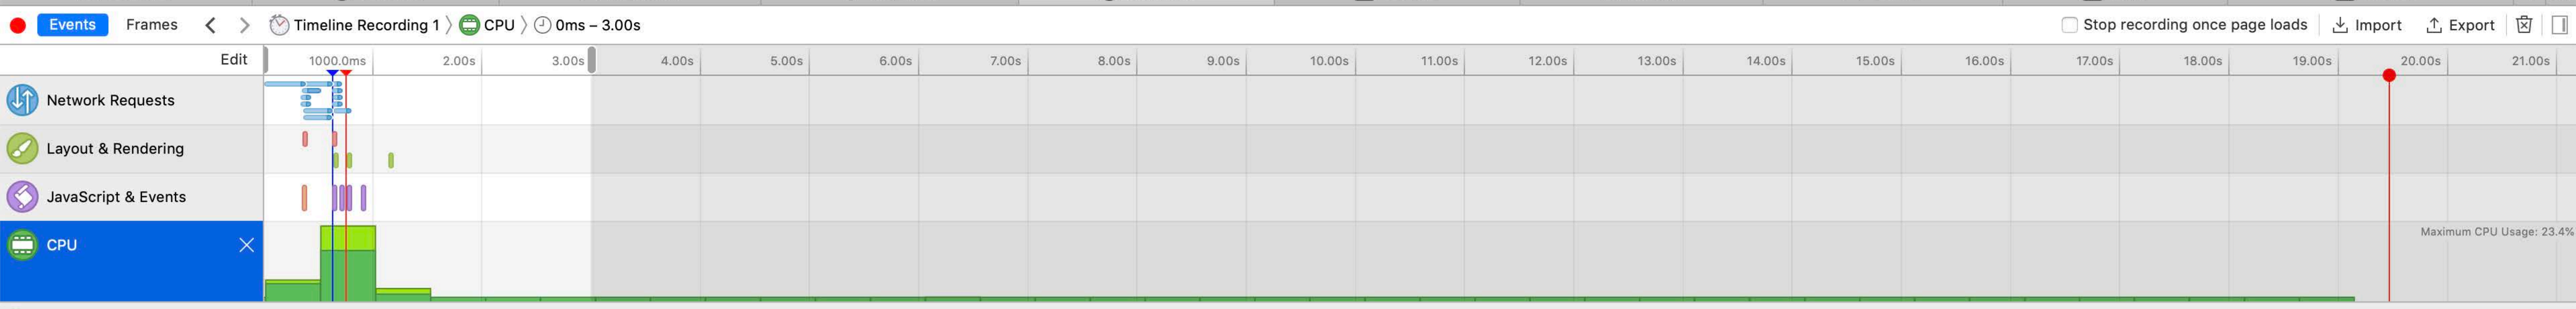 Events Frames Timeline Recording 1 CPU 0ms – 3.00s Stop recording once page loads Import Export
Edit 1000.0ms 2.00s 3.00s 4.00s 5.00s 6.00s 7.00s 8.00s 9.00s 10.00s 11.00s 12.00s 13.00s 14.00s 15.00s 16.00s 17.00s 18.00s 19.00s 20.00s 21.00s
Network Requests
Layout & Rendering
JavaScript & Events
Maximum CPU Usage: 23.4%
CPU